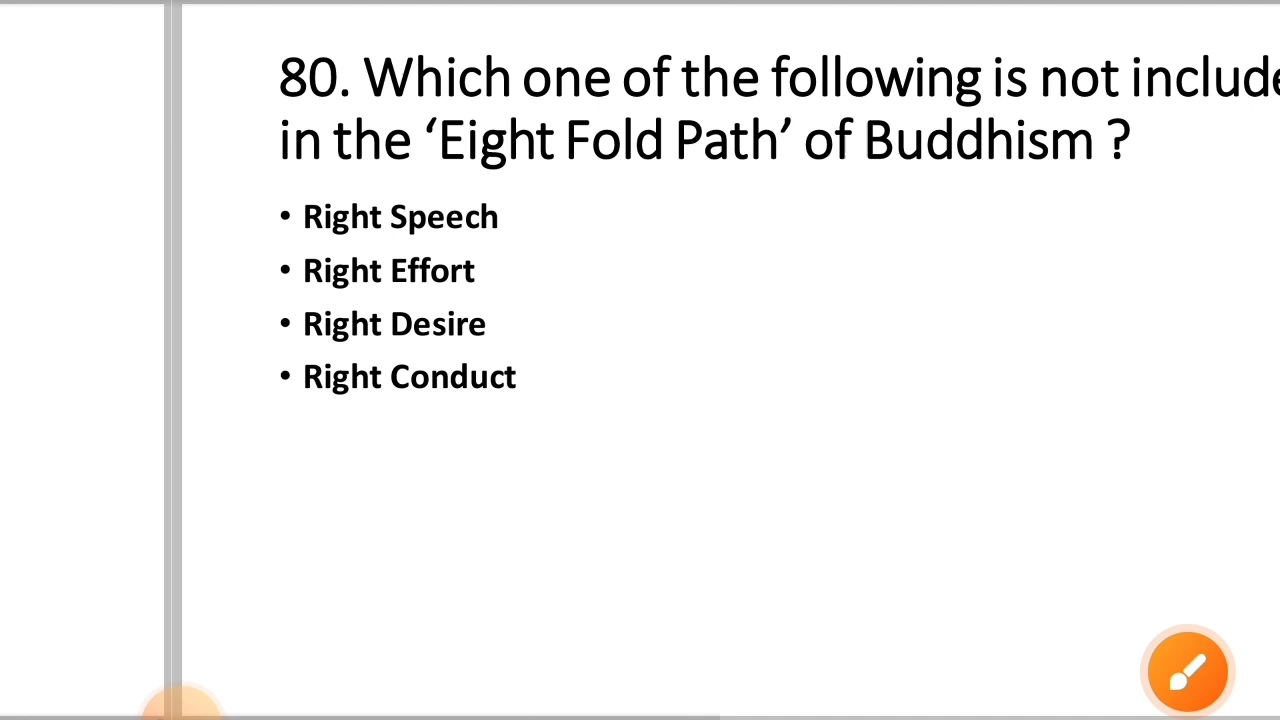 80. Which one of the following is not include
in the ‘Eight Fold Path’ of Buddhism ?
• Right Speech
• Right Effort
• Right Desire
• Right Conduct